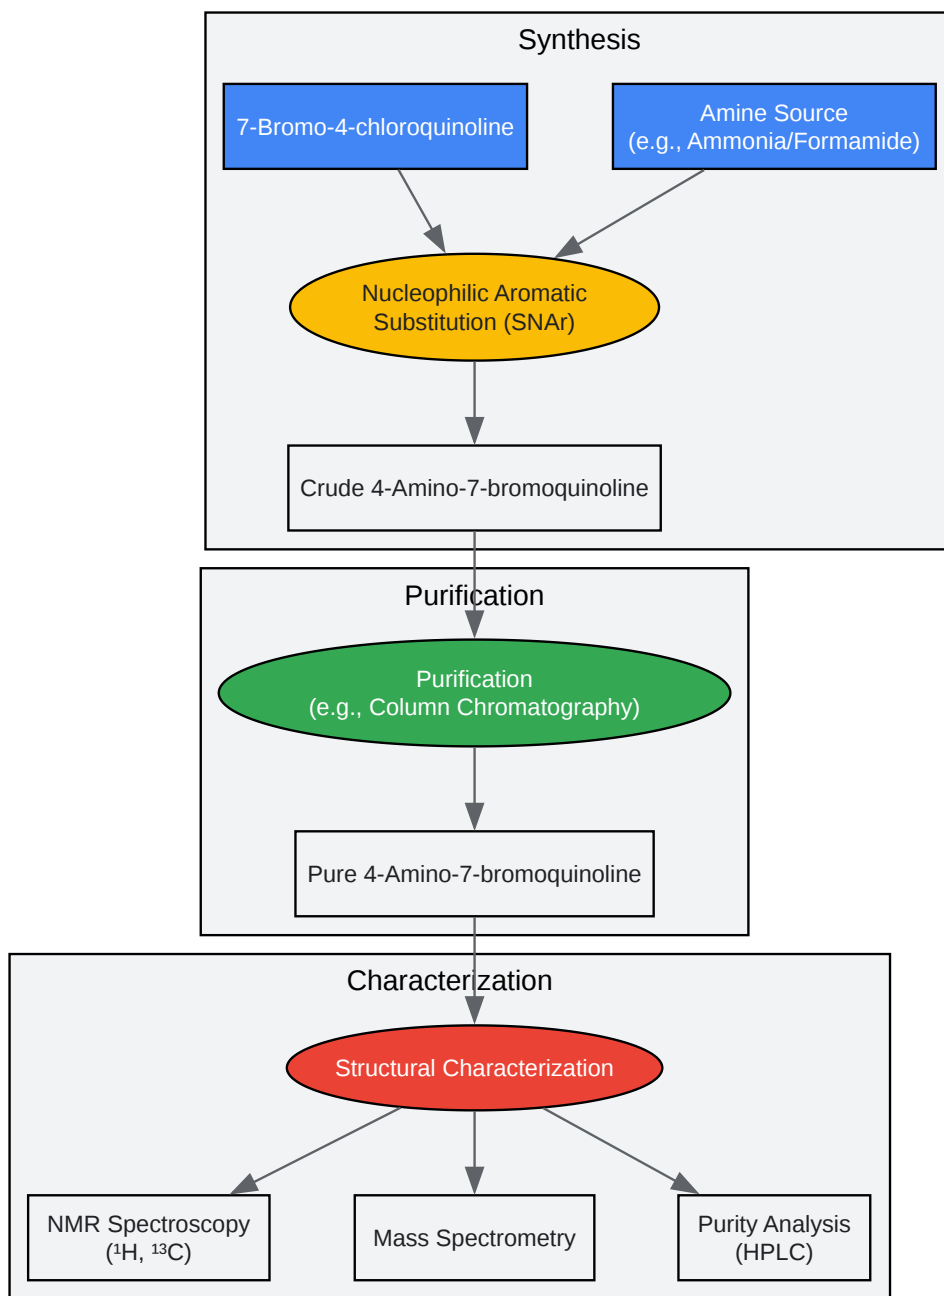 Synthesis
7-Bromo-4-chloroquinoline
Amine Source
(e.g., Ammonia/Formamide)
Nucleophilic Aromatic
Substitution (SNAr)
Crude 4-Amino-7-bromoquinoline
Purification
Purification
(e.g., Column Chromatography)
Pure 4-Amino-7-bromoquinoline
Characterization
Structural Characterization
NMR Spectroscopy
(¹H, ¹³C)
Mass Spectrometry
Purity Analysis
(HPLC)